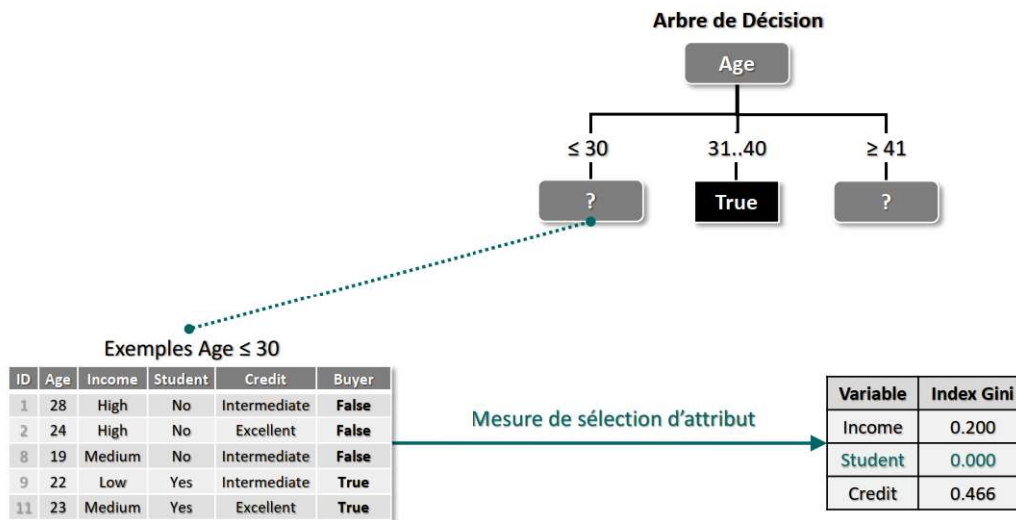 Arbre de Décision
Age
≤ 30 31..40 ≥ 41
? True ?
Exemples Age ≤ 30
ID Age Income Student Credit Buyer
1 28 High No Intermediate False
2 24 High No Excellent False
8 19 Medium No Intermediate False
9 22 Low Yes Intermediate True
11 23 Medium Yes Excellent True
Mesure de sélection d'attribut
Variable Index Gini
Income 0.200
Student 0.000
Credit 0.466